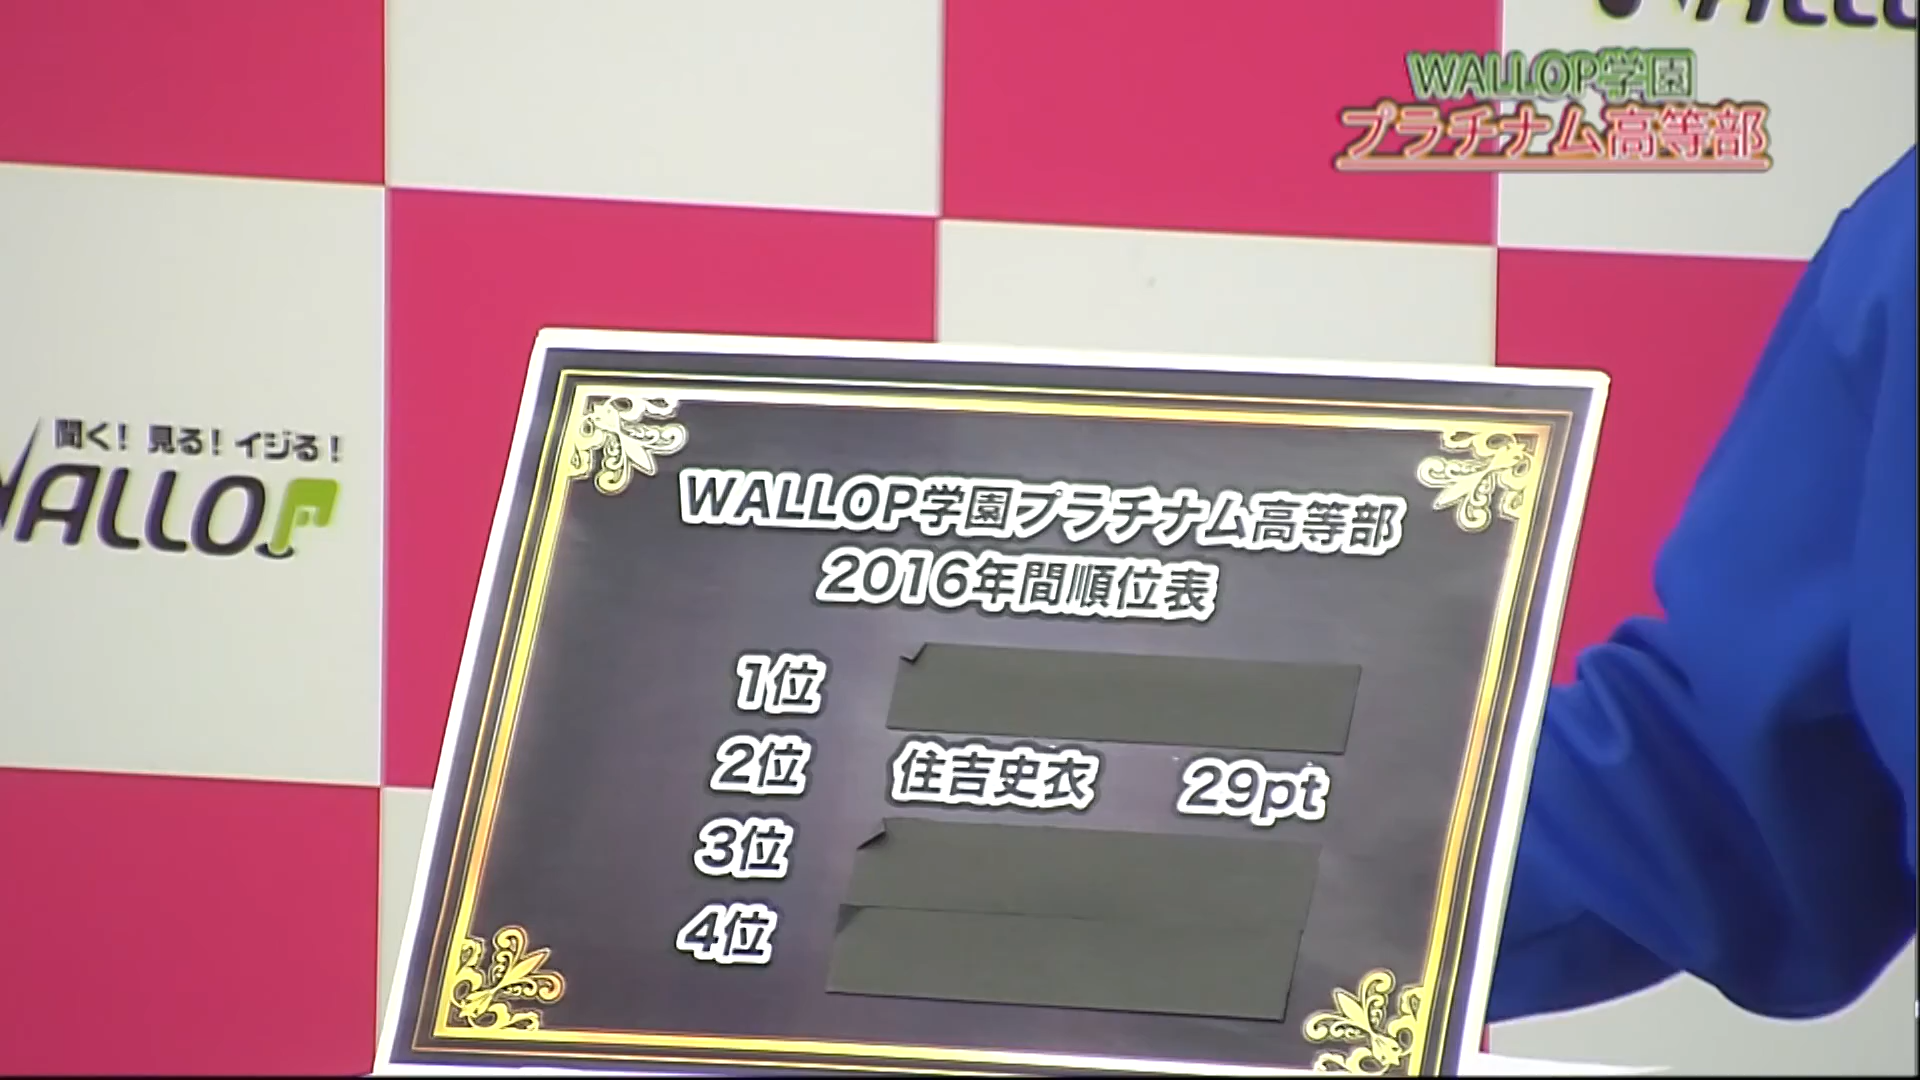 WALLOP学園
プラチナム高等部
聞く!見る!イジる!
WALLOP
WALLOP学園プラチナム高等部
2016年間順位表
1位
2位 住吉史衣 29pt
3位
4位